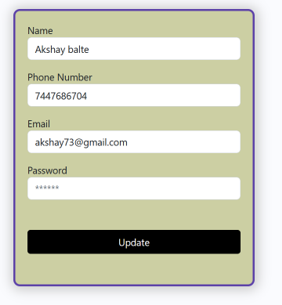 Name
Akshay balte
Phone Number
7447686704
Email
akshay73@gmail.com
Password
******
Update